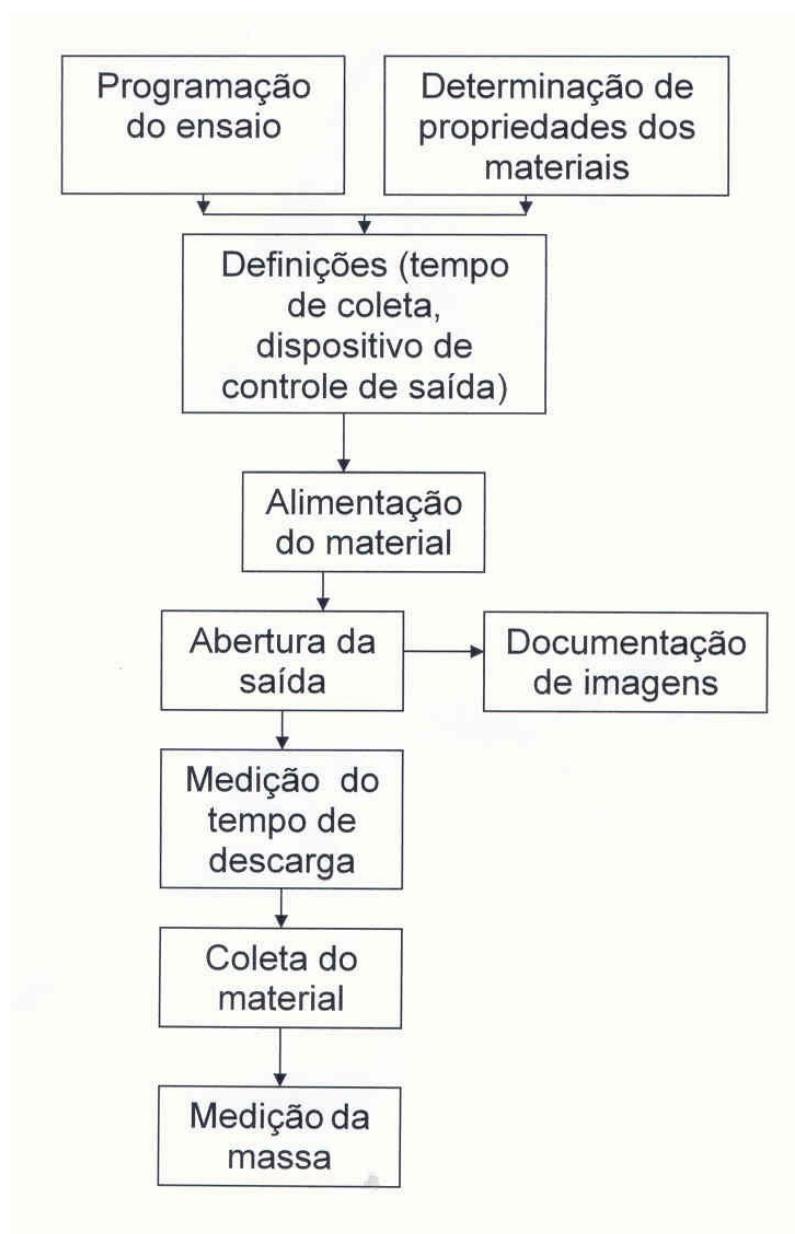 Programação
do ensaio
Determinação de
propriedades dos
materiais
Definições (tempo
de coleta,
dispositivo de
controle de saída)
Alimentação
do material
Abertura da
saída
Documentação
de imagens
Medição do
tempo de
descarga
Coleta do
material
Medição da
massa